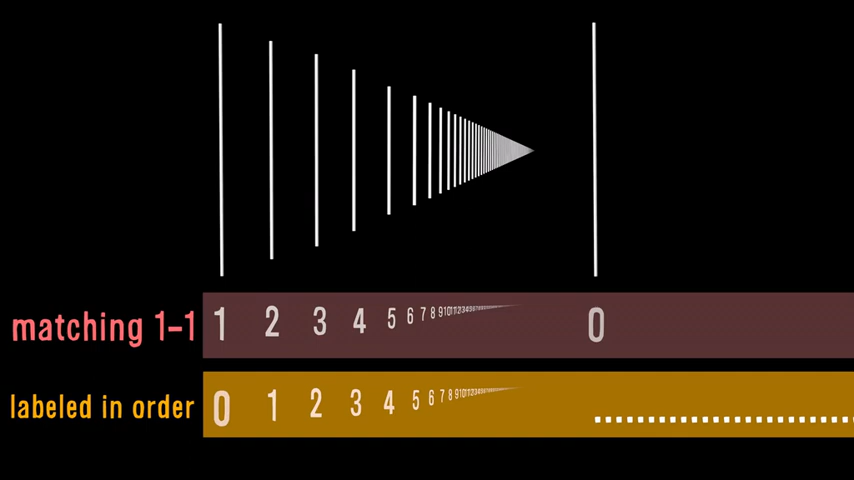 matching 1-1 1 2 3 4 5 6 7 8 9 10 0
labeled in order 0 1 2 3 4 5 6 7 8 9 10